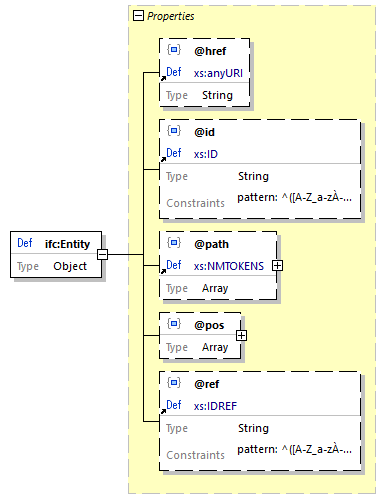 Properties
@href
Def xs:anyURI
Type String
@id
Def xs:ID
Type String
Constraints pattern: ^([A-Z_a-zÀ-...
Def ifc:Entity
Type Object
@path
Def xs:NMTOKENS
Type Array
@pos
Type Array
@ref
Def xs:IDREF
Type String
Constraints pattern: ^([A-Z_a-zÀ-...